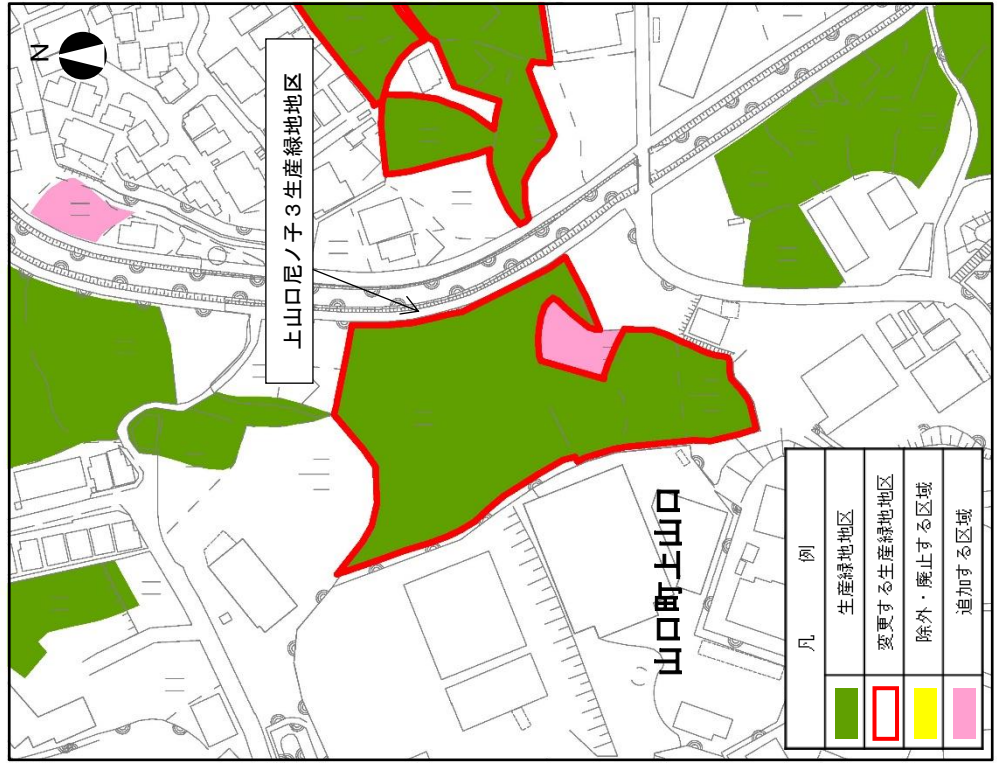 N
上山口尼ノ子3生産緑地地区
山口町上山口
凡 例
生産緑地地区
変更する生産緑地地区
除外・廃止する区域
追加する区域